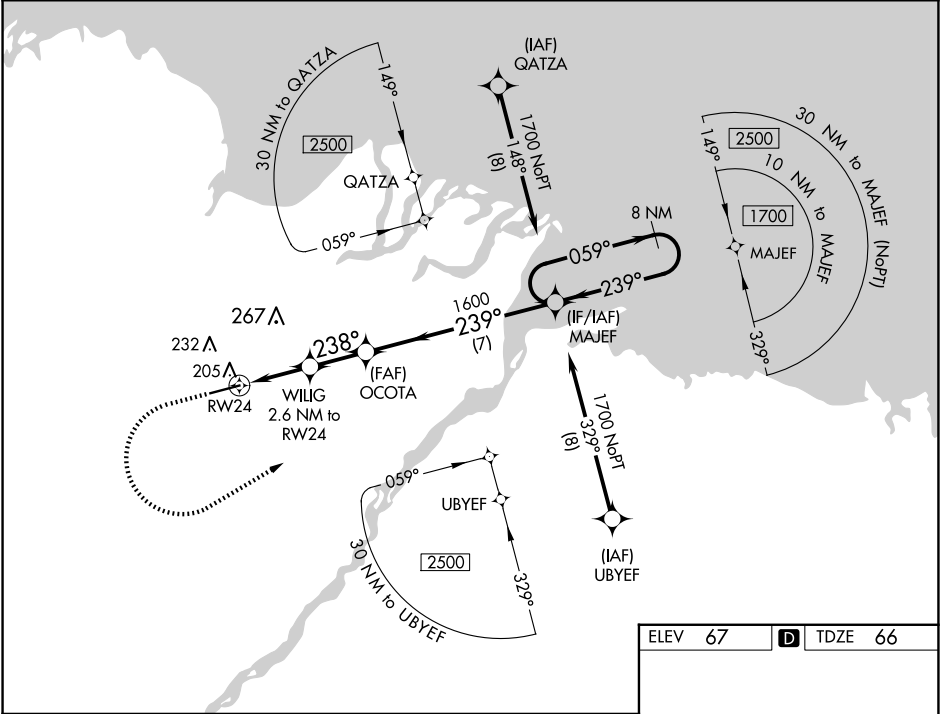 (IAF)
QATZA
30 NM to QATZA
149°
2500
QATZA
059°
1700 NoPT
148°
(8)
30 NM to MAJEF (NoPT)
149°
2500
10 NM to MAJEF
1700
MAJEF
329°
8 NM
059°
239°
(IF/IAF)
MAJEF
1600
239°
(7)
267
232
205
238°
(FAF)
OCOTA
WILIG
2.6 NM to
RW24
RW24
1700 NoPT
329°
(8)
(IAF)
UBYEF
059°
UBYEF
2500
329°
30 NM to UBYEF
ELEV 67 D TDZE 66